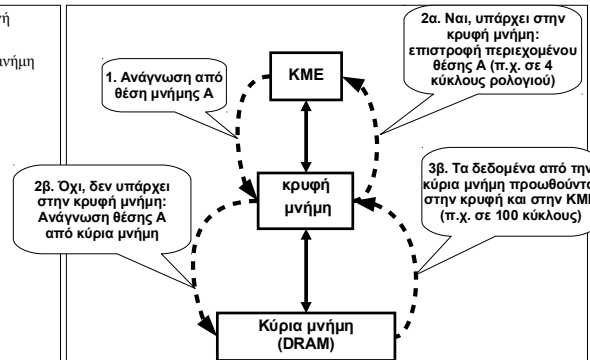 μνήμη
1. Ανάγνωση από
θέση μνήμης Α
ΚΜΕ
2α. Ναι, υπάρχει στην
κρυφή μνήμη:
επιστροφή περιεχομένου
θέσης Α (π.χ. σε 4
κύκλους ρολογιού)
2β. Όχι, δεν υπάρχει
στην κρυφή μνήμη:
Ανάγνωση θέσης Α
από κύρια μνήμη
κρυφή
μνήμη
3β. Τα δεδομένα από την
κύρια μνήμη προωθούντα
στην κρυφή και στην ΚΜΕ
(π.χ. σε 100 κύκλους)
Κύρια μνήμη
(DRAM)